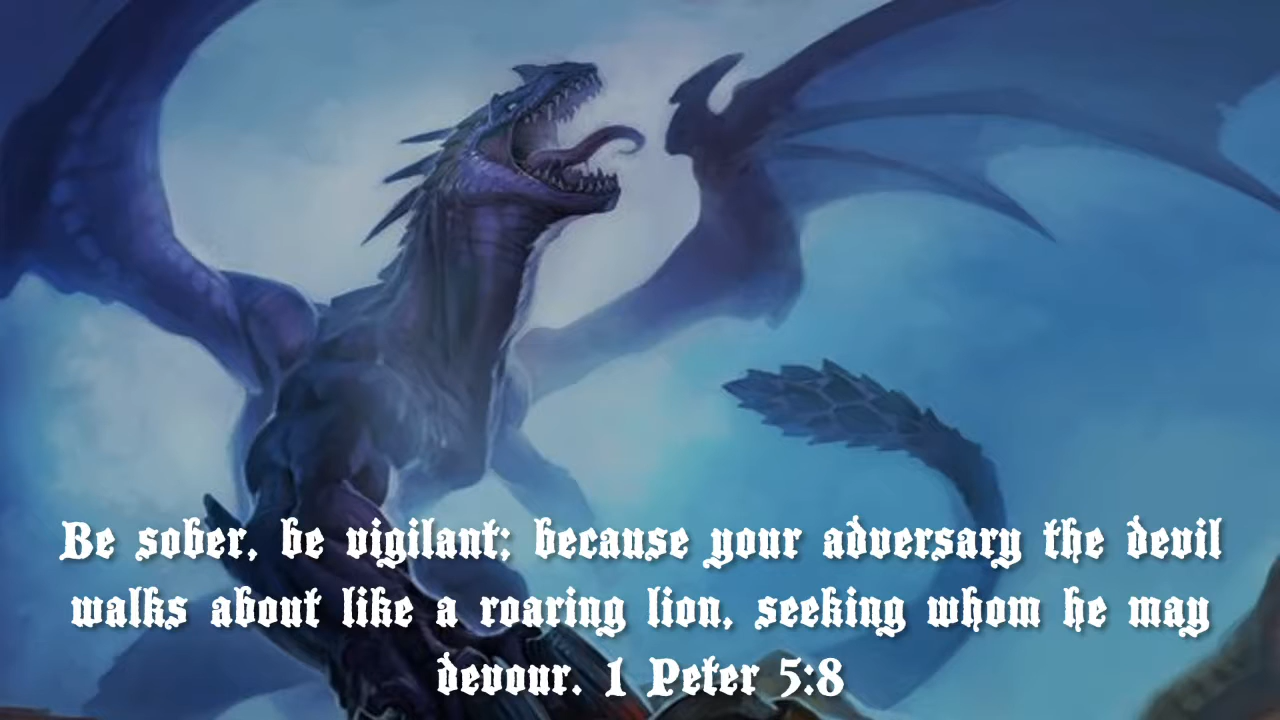 Be sober, be vigilant; because your adversary the devil
walks about like a roaring lion, seeking whom he may
devour. 1 Peter 5:8